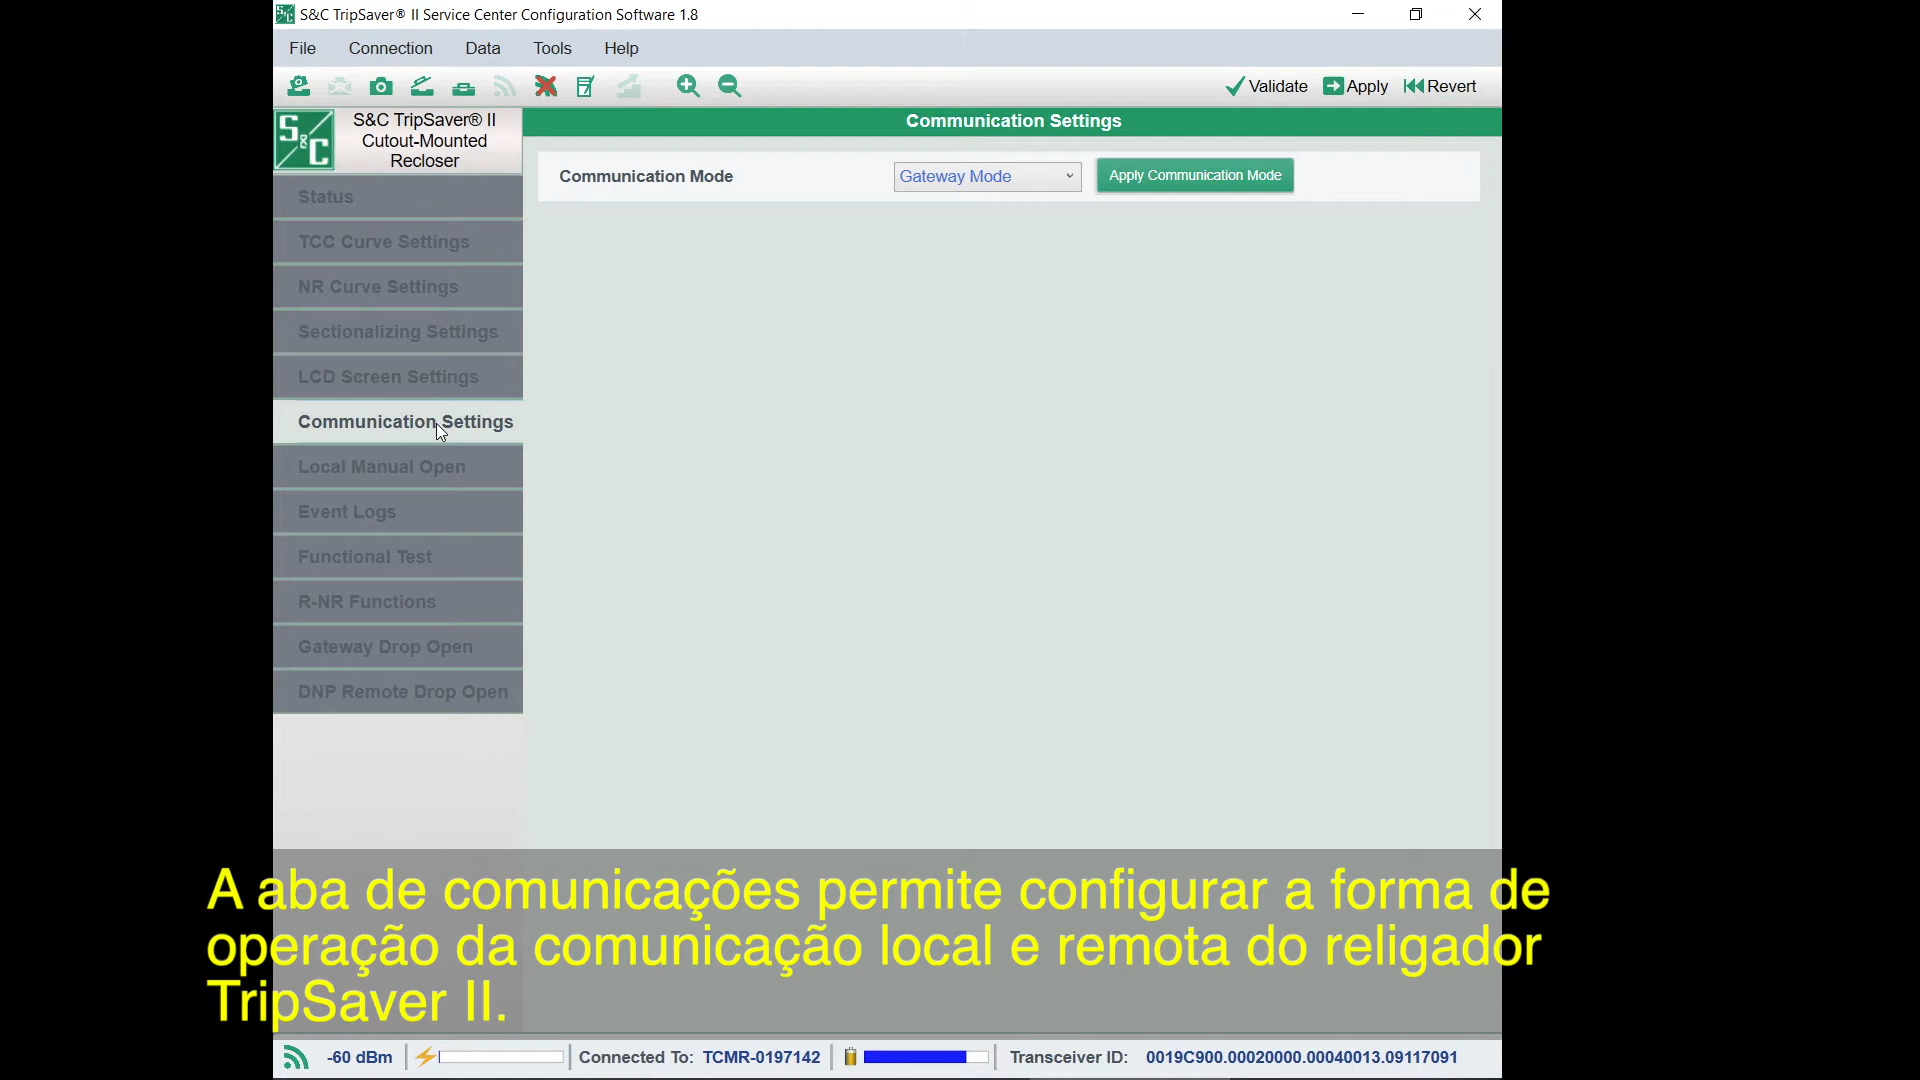 S&C TripSaver® II Service Center Configuration Software 1.8
File Connection Data Tools Help
Validate Apply Revert
S&C
S&C TripSaver® II
Cutout-Mounted
Recloser
Communication Settings
Communication Mode Gateway Mode Apply Communication Mode
Status
TCC Curve Settings
NR Curve Settings
Sectionalizing Settings
LCD Screen Settings
Communication Settings
Local Manual Open
Event Logs
Functional Test
R-NR Functions
Gateway Drop Open
DNP Remote Drop Open
A aba de comunicações permite configurar a forma de
operação da comunicação local e remota do religador
TripSaver II.
-60 dBm Connected To: TCMR-0197142 Transceiver ID: 0019C900.00020000.00040013.09117091